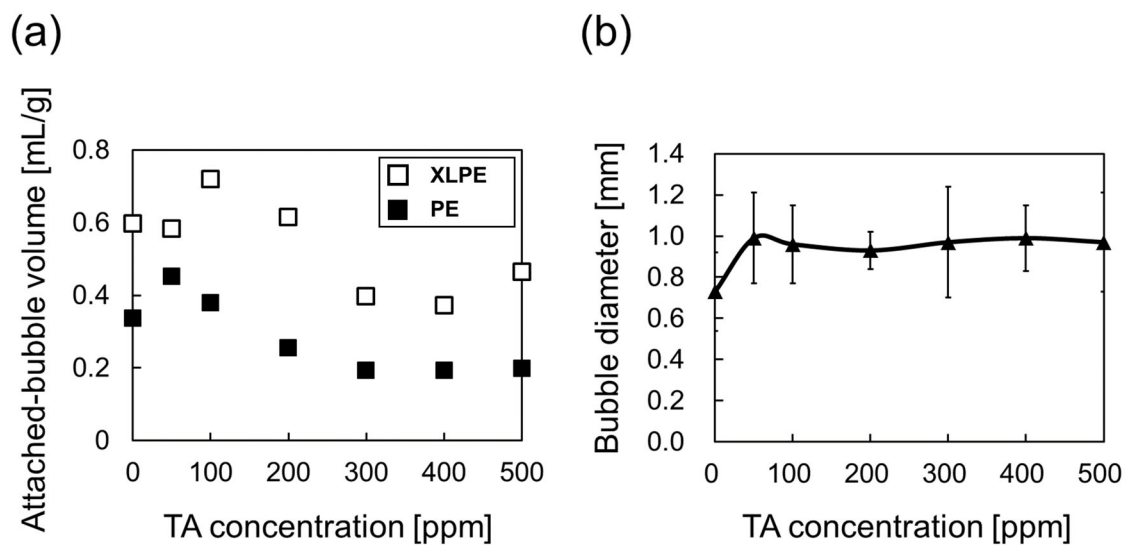 (a)
Attached-bubble volume [mL/g]
0.8
0.6
0.4
0.2
0
XLPE
PE
0 100 200 300 400 500
TA concentration [ppm]
(b)
Bubble diameter [mm]
1.4
1.2
1.0
0.8
0.6
0.4
0.2
0.0
0 100 200 300 400 500
TA concentration [ppm]